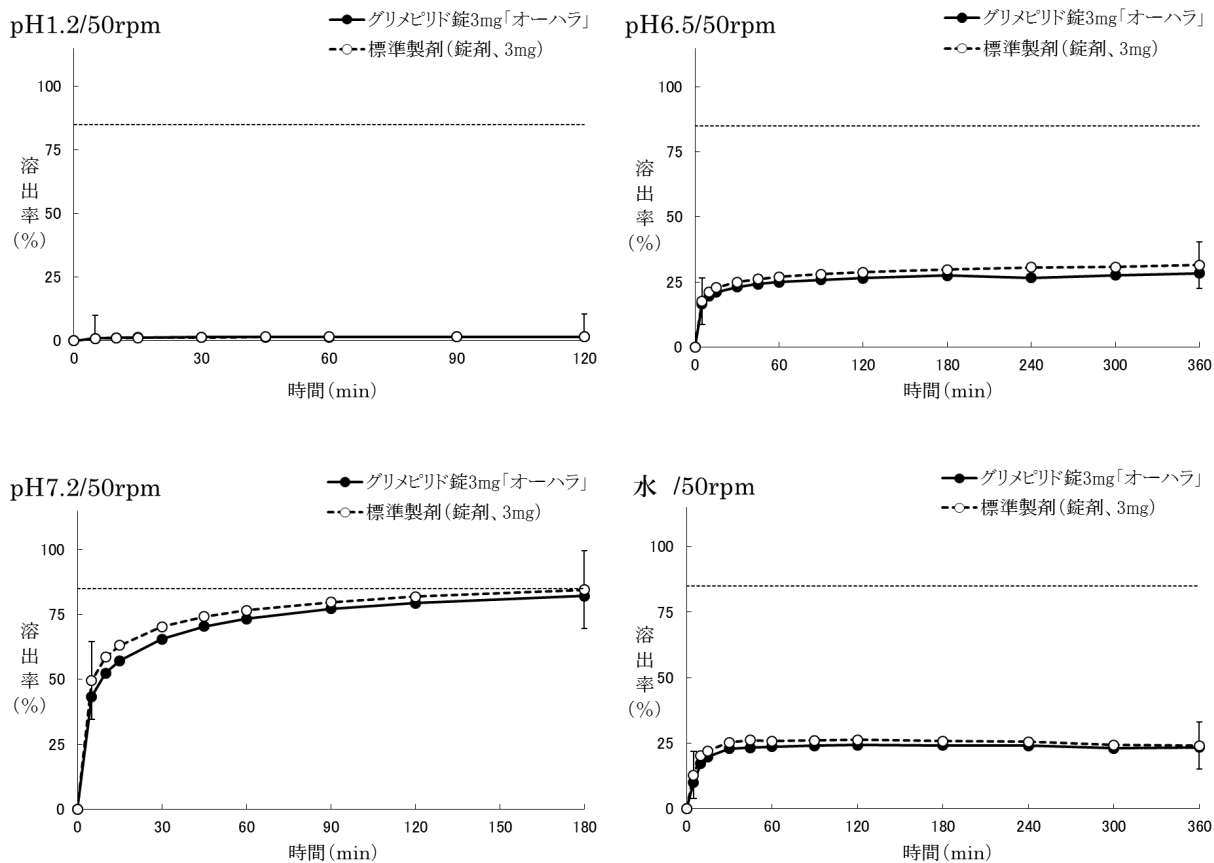 pH1.2/50rpm
グリメピリド錠3mg「オーハラ」
標準製剤(錠剤、3mg)
100
75
50
25
0
溶出率(%)
0 30 60 90 120
時間(min)
pH6.5/50rpm
グリメピリド錠3mg「オーハラ」
標準製剤(錠剤、3mg)
100
75
50
25
0
溶出率(%)
0 60 120 180 240 300 360
時間(min)
pH7.2/50rpm
グリメピリド錠3mg「オーハラ」
標準製剤(錠剤、3mg)
100
75
50
25
0
溶出率(%)
0 30 60 90 120 150 180
時間(min)
水 /50rpm
グリメピリド錠3mg「オーハラ」
標準製剤(錠剤、3mg)
100
75
50
25
0
溶出率(%)
0 60 120 180 240 300 360
時間(min)